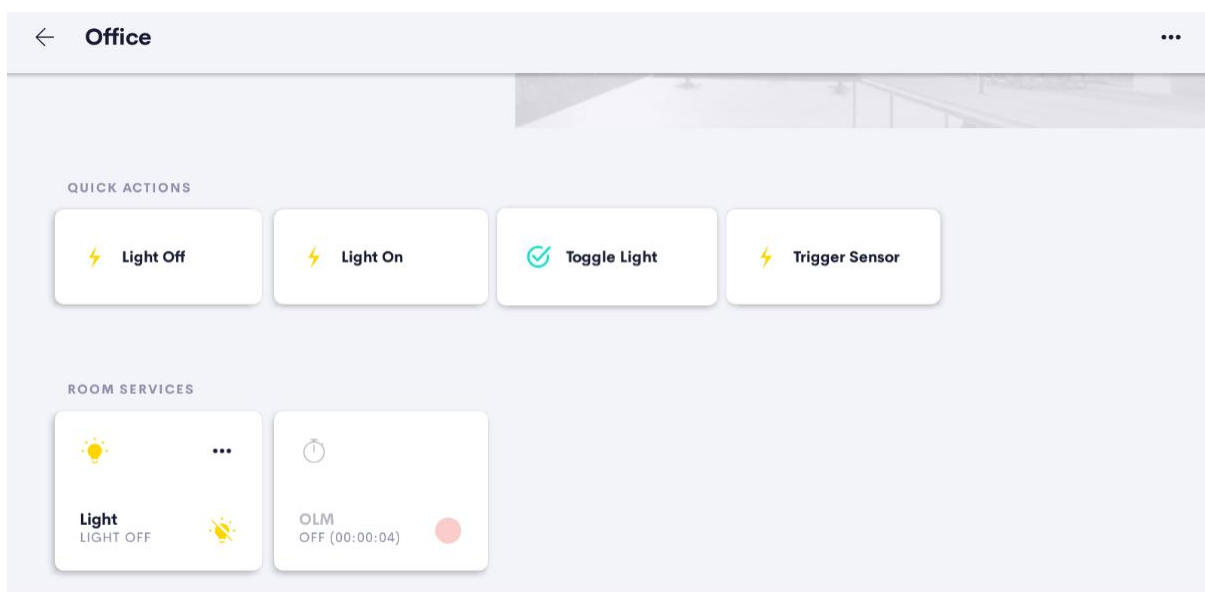 Office
QUICK ACTIONS
Light Off
Light On
Toggle Light
Trigger Sensor
ROOM SERVICES
Light
LIGHT OFF
OLM
OFF (00:00:04)